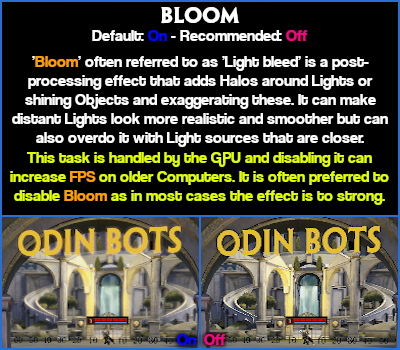 BLOOM
Default: On - Recommended: Off
'Bloom' often referred to as 'Light bleed' is a post-
processing effect that adds Halos around Lights or
shining Objects and exaggerating these. It can make
distant Lights look more realistic and smoother but can
also overdo it with Light sources that are closer.
This task is handled by the GPU and disabling it can
increase FPS on older Computers. It is often preferred to
disable Bloom as in most cases the effect is to strong.
ODIN BOTS ODIN BOTS
On Off